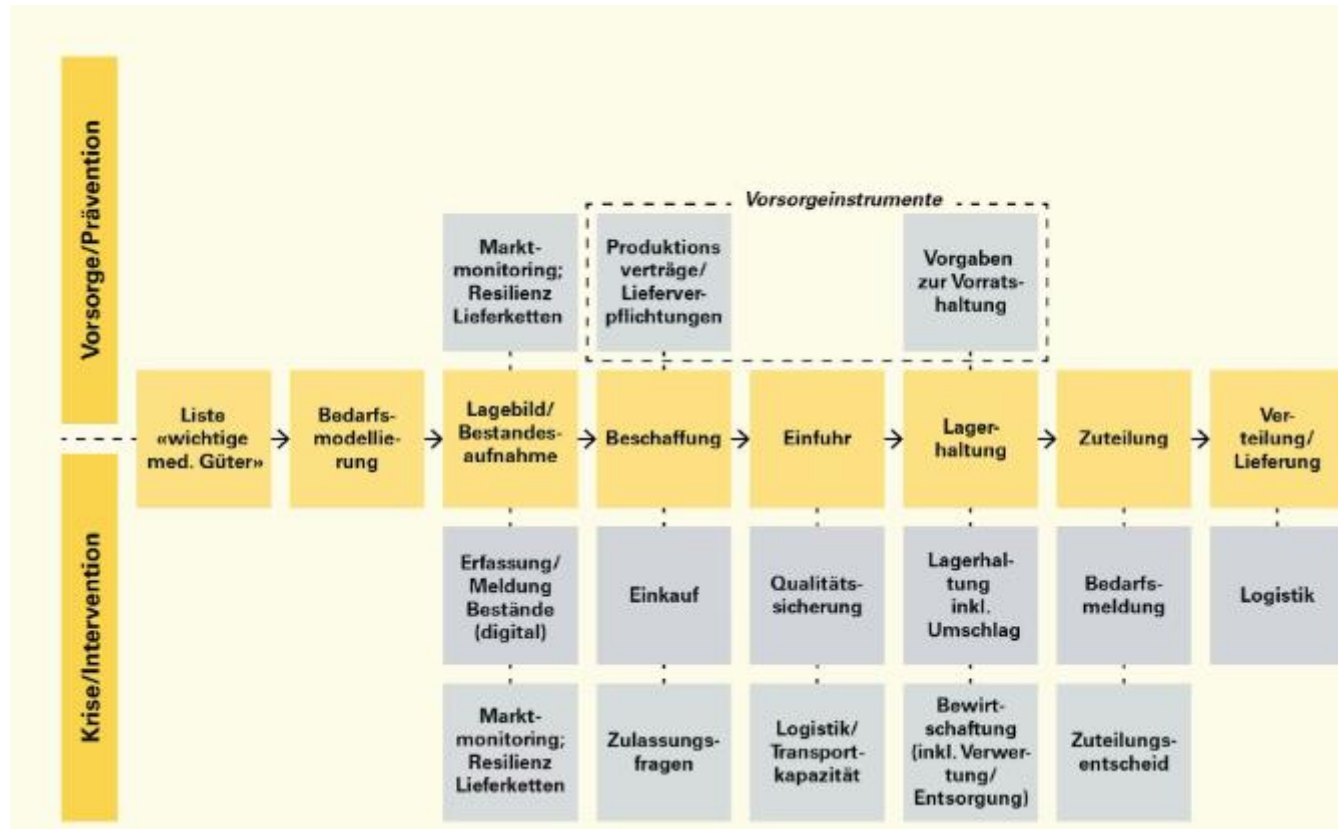 Vorsorge/Prävention
Vorsorgeinstrumente
Markt-
monitoring;
Resilienz
Lieferketten
Produktions
verträge/
Lieferver-
pflichtungen
Vorgaben
zur Vorrats-
haltung
Liste
«wichtige
med. Güter»
Bedarfs-
modellie-
rung
Lagebild/
Bestandes-
aufnahme
Beschaffung
Einfuhr
Lager-
haltung
Zuteilung
Ver-
teilung/
Lieferung
Krise/Intervention
Erfassung/
Meldung
Bestände
(digital)
Einkauf
Qualitäts-
sicherung
Lagerhal-
tung
inkl.
Umschlag
Bedarfs-
meldung
Logistik
Markt-
monitoring;
Resilienz
Lieferketten
Zulassungs-
fragen
Logistik/
Transport-
kapazität
Bewirt-
schaftung
(inkl. Verwer-
tung/
Entsorgung)
Zuteilungs-
entscheid